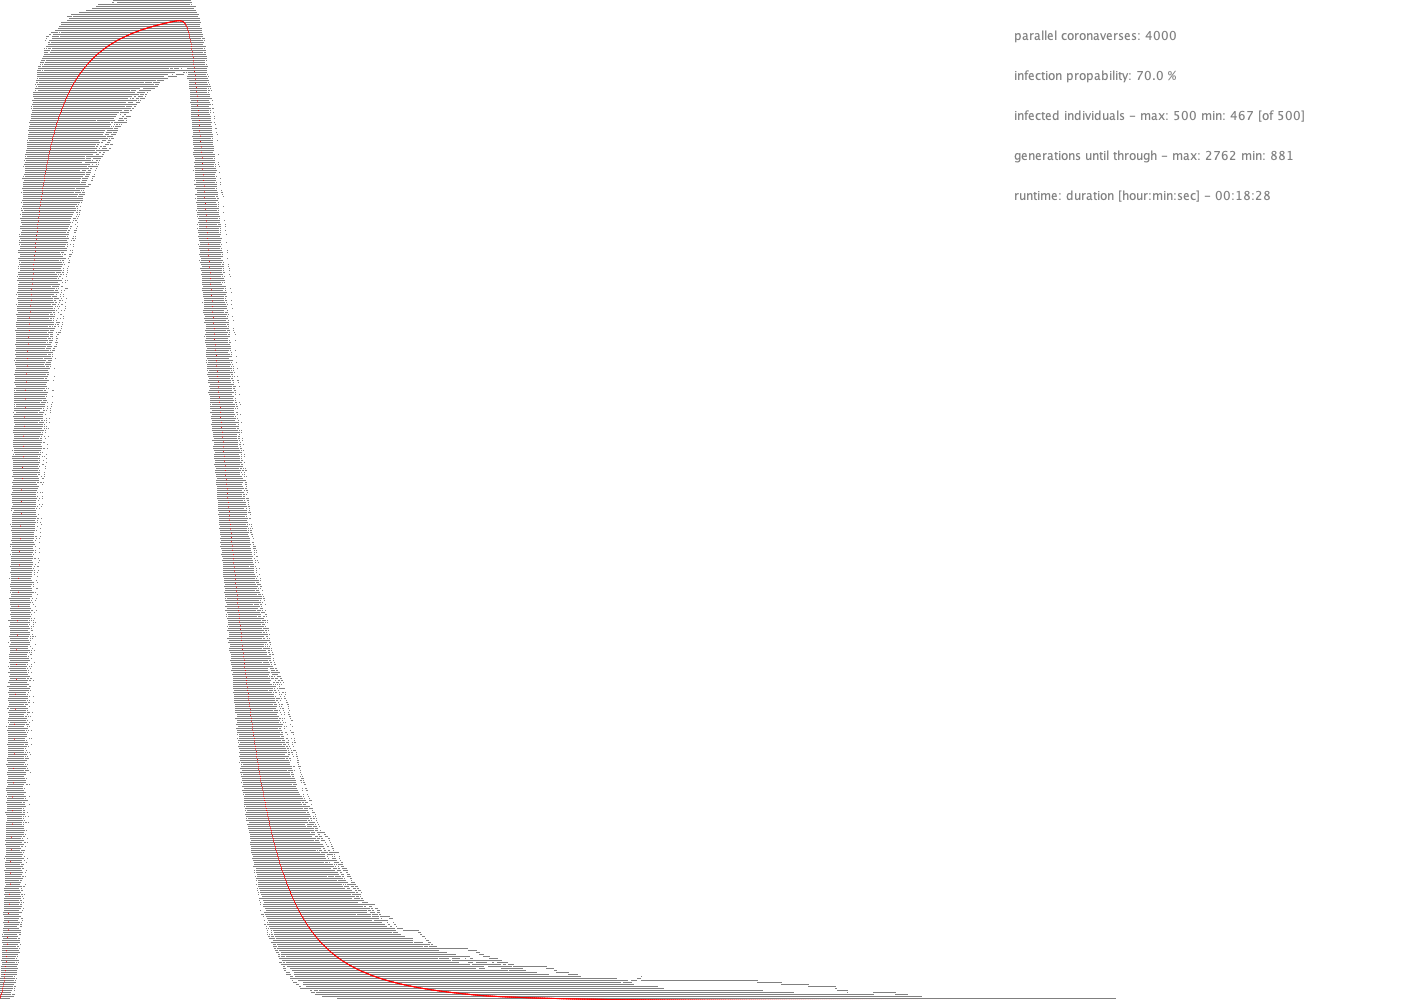 parallel coronaverses: 4000
infection propability: 70.0 %
infected individuals – max: 500 min: 467 [of 500]
generations until through – max: 2762 min: 881
runtime: duration [hour:min:sec] – 00:18:28